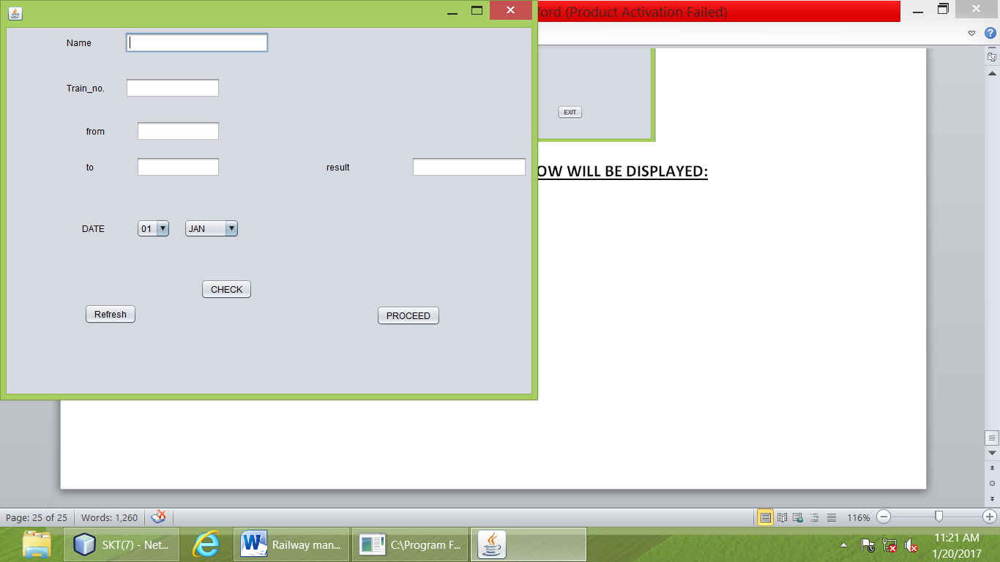 Word (Product Activation Failed)
Name
Train_no.
from
to
result
DATE
01
JAN
CHECK
Refresh
PROCEED
EXIT
OW WILL BE DISPLAYED:
Page: 25 of 25
Words: 1,260
116%
SKT(7) - Net...
Railway man...
C:\Program F...
11:21 AM
1/20/2017